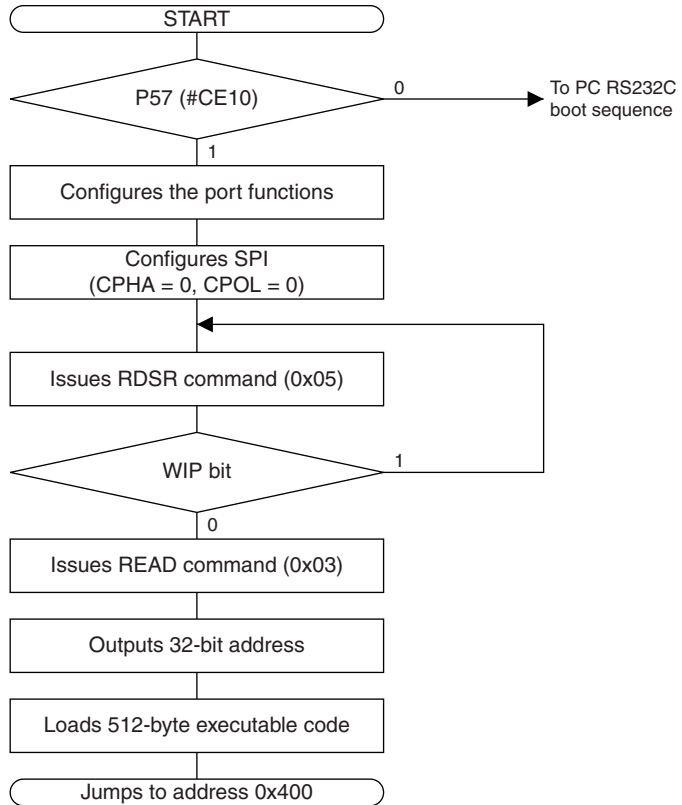 START
P57 (#CE10)
0
To PC RS232C
boot sequence
1
Configures the port functions
Configures SPI
(CPHA = 0, CPOL = 0)
Issues RDSR command (0x05)
WIP bit
1
0
Issues READ command (0x03)
Outputs 32-bit address
Loads 512-byte executable code
Jumps to address 0x400